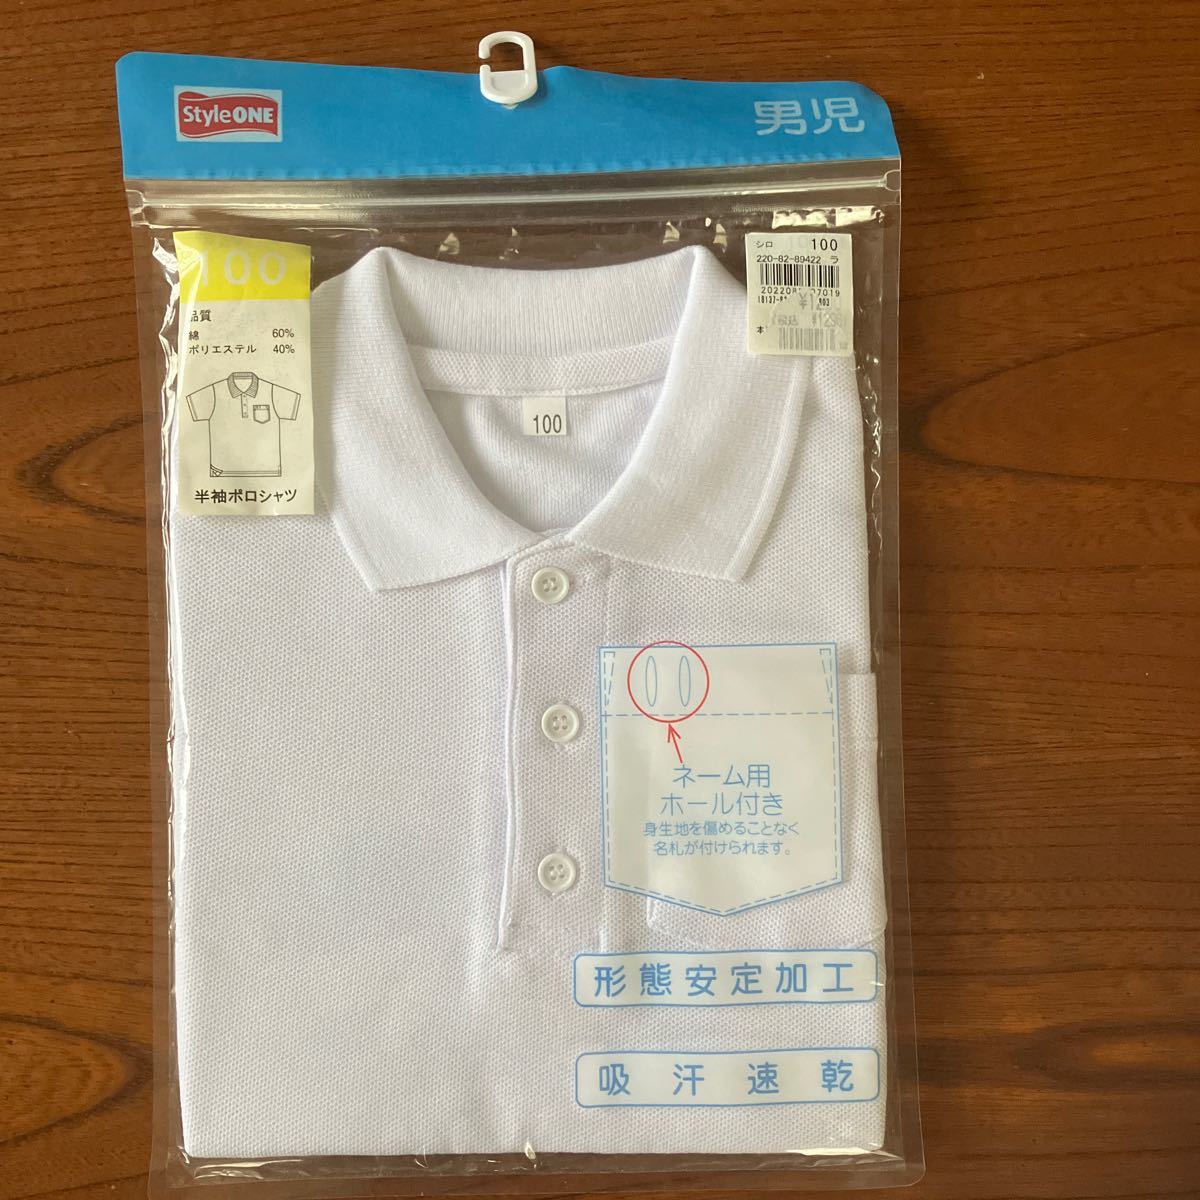 StyleONE
男児
100
品質
綿 60%
ポリエステル 40%
半袖ポロシャツ
シロ 100
220-82-89422 ラ
100
ネーム用
ホール付き
身生地を傷めることなく
名札が付けられます。
形態安定加工
吸汗速乾